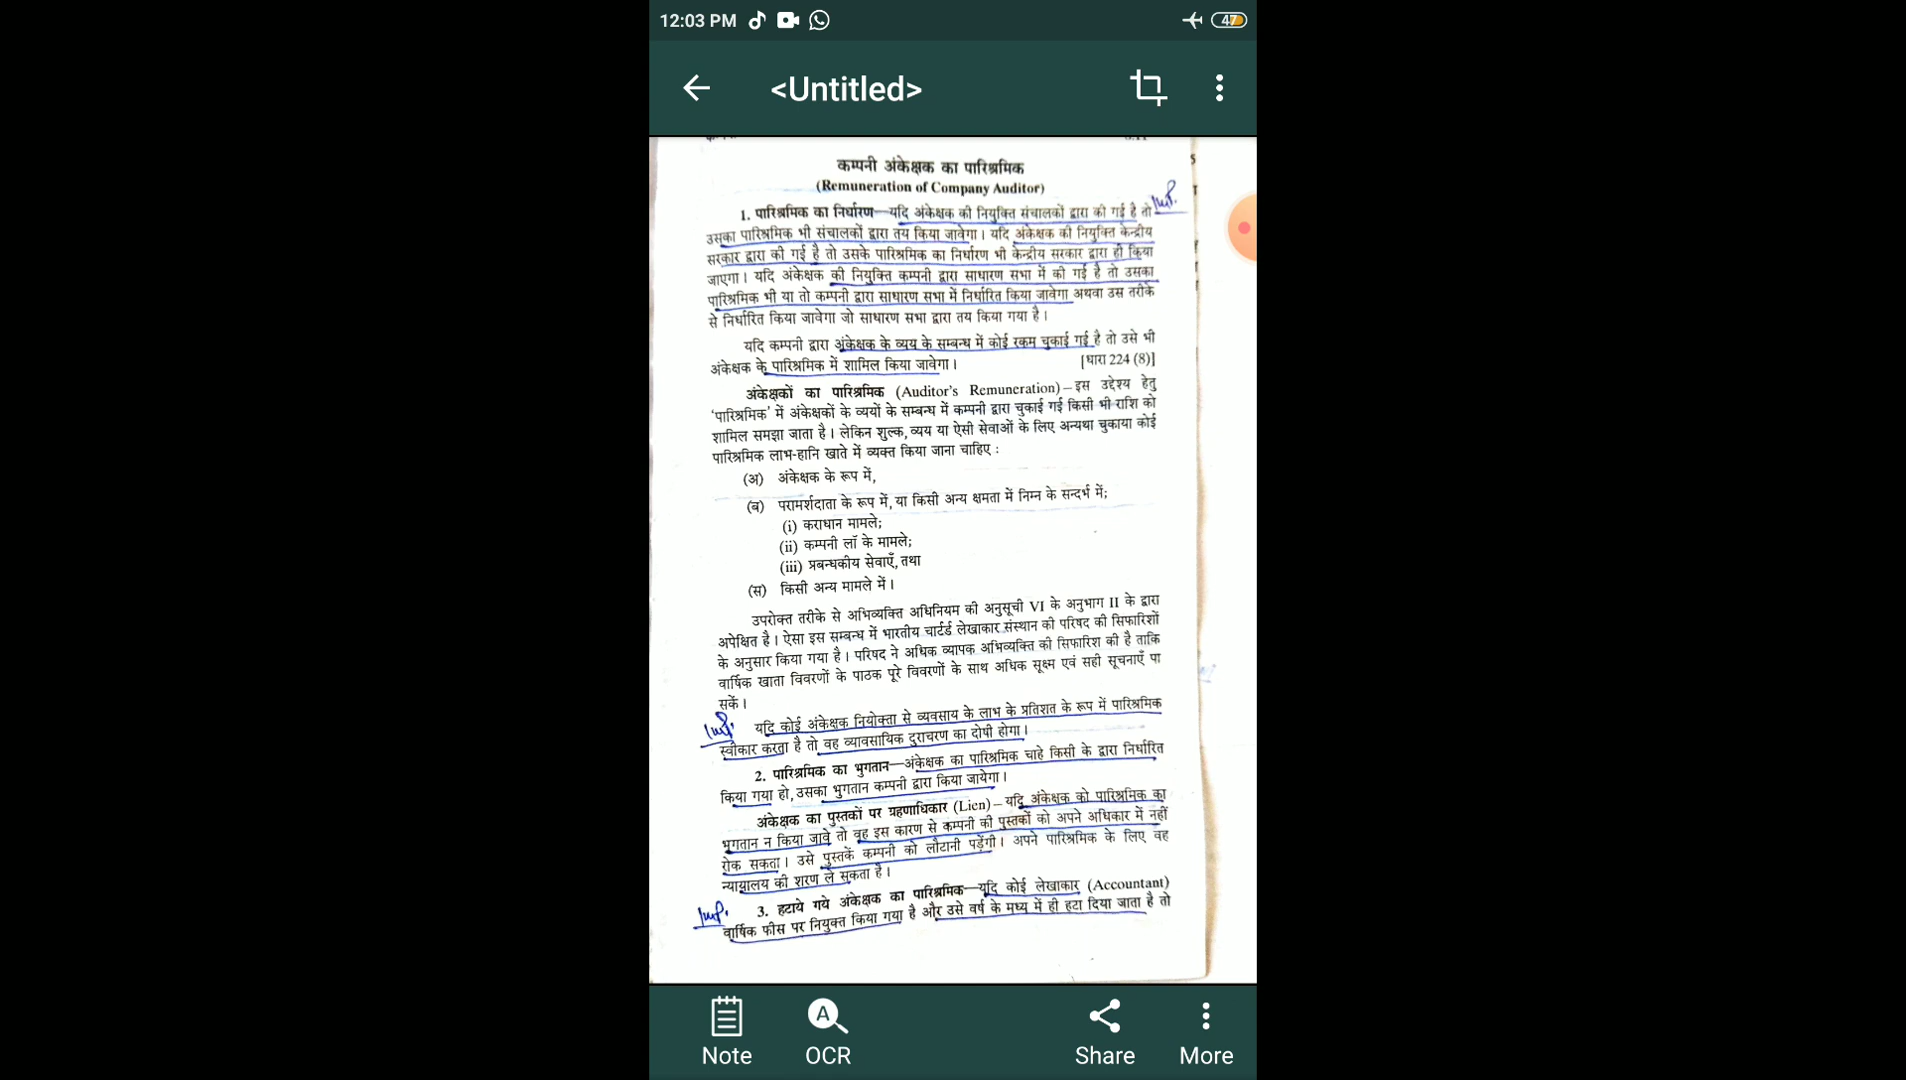 12:03 PM
47
<Untitled>
कम्पनी अंकेक्षक का पारिश्रमिक
(Remuneration of Company Auditor)
Imp.
1. पारिश्रमिक का निर्धारण—यदि अंकेक्षक की नियुक्ति संचालकों द्वारा की गई है तो
उसका पारिश्रमिक भी संचालकों द्वारा तय किया जावेगा। यदि अंकेक्षक की नियुक्ति केन्द्रीय
सरकार द्वारा की गई है तो उसके पारिश्रमिक का निर्धारण भी केन्द्रीय सरकार द्वारा ही किया
जाएगा। यदि अंकेक्षक की नियुक्ति कम्पनी द्वारा साधारण सभा में की गई है तो उसका
पारिश्रमिक भी या तो कम्पनी द्वारा साधारण सभा में निर्धारित किया जावेगा अथवा उस तरीके
से निर्धारित किया जावेगा जो साधारण सभा द्वारा तय किया गया है।
यदि कम्पनी द्वारा अंकेक्षक के व्यय के सम्बन्ध में कोई रकम चुकाई गई है तो उसे भी
अंकेक्षक के पारिश्रमिक में शामिल किया जावेगा। [धारा 224 (8)]
अंकेक्षकों का पारिश्रमिक (Auditor's Remuneration)–इस उद्देश्य हेतु
'पारिश्रमिक' में अंकेक्षकों के व्ययों के सम्बन्ध में कम्पनी द्वारा चुकाई गई किसी भी राशि को
शामिल समझा जाता है। लेकिन शुल्क, व्यय या ऐसी सेवाओं के लिए अन्यथा चुकाया कोई
पारिश्रमिक लाभ-हानि खाते में व्यक्त किया जाना चाहिए :
(अ) अंकेक्षक के रूप में,
(ब) परामर्शदाता के रूप में, या किसी अन्य क्षमता में निम्न के सन्दर्भ में;
(i) कराधान मामले;
(ii) कम्पनी लॉ के मामले;
(iii) प्रबन्धकीय सेवाएँ, तथा
(स) किसी अन्य मामले में।
उपरोक्त तरीके से अभिव्यक्ति अधिनियम की अनुसूची VI के अनुभाग II के द्वारा
अपेक्षित है। ऐसा इस सम्बन्ध में भारतीय चार्टर्ड लेखाकार संस्थान की परिषद की सिफारिशों
के अनुसार किया गया है। परिषद ने अधिक व्यापक अभिव्यक्ति की सिफारिश की है ताकि
वार्षिक खाता विवरणों के पाठक पूरे विवरणों के साथ अधिक सूक्ष्म एवं सही सूचनाएँ पा
सकें।
Imp.
यदि कोई अंकेक्षक नियोक्ता से व्यवसाय के लाभ के प्रतिशत के रूप में पारिश्रमिक
स्वीकार करता है तो वह व्यावसायिक दुराचरण का दोषी होगा।
2. पारिश्रमिक का भुगतान—अंकेक्षक का पारिश्रमिक चाहे किसी के द्वारा निर्धारित
किया गया हो, उसका भुगतान कम्पनी द्वारा किया जायेगा।
अंकेक्षक का पुस्तकों पर ग्रहणाधिकार (Lien)–यदि अंकेक्षक को पारिश्रमिक का
भुगतान न किया जावे तो वह इस कारण से कम्पनी की पुस्तकों को अपने अधिकार में नहीं
रोक सकता। उसे पुस्तकें कम्पनी को लौटानी पड़ेंगी। अपने पारिश्रमिक के लिए वह
न्यायालय की शरण ले सकता है।
Imp.
3. हटाये गये अंकेक्षक का पारिश्रमिक—यदि कोई लेखाकार (Accountant)
वार्षिक फीस पर नियुक्त किया गया है और उसे वर्ष के मध्य में ही हटा दिया जाता है तो
Note
OCR
Share
More